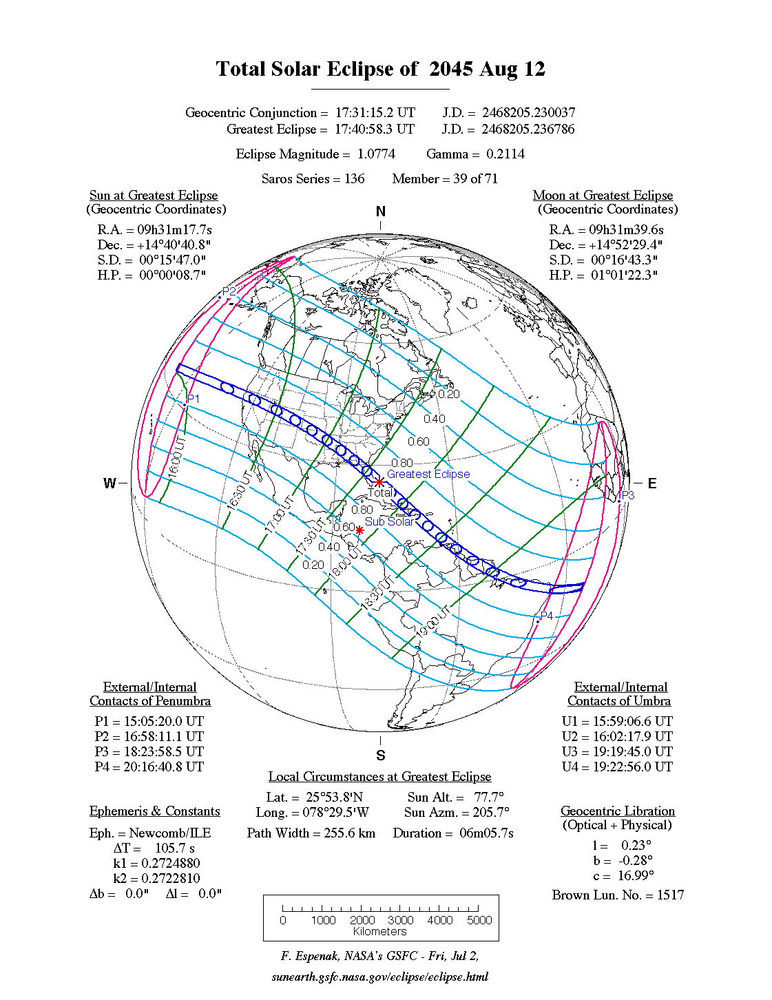 Total Solar Eclipse of 2045 Aug 12
Geocentric Conjunction = 17:31:15.2 UT J.D. = 2468205.230037
Greatest Eclipse = 17:40:58.3 UT J.D. = 2468205.236786
Eclipse Magnitude = 1.0774 Gamma = 0.2114
Saros Series = 136 Member = 39 of 71
Sun at Greatest Eclipse
(Geocentric Coordinates)
R.A. = 09h31m17.7s
Dec. = +14°40'40.8"
S.D. = 00°15'47.0"
H.P. = 00°00'08.7"
Moon at Greatest Eclipse
(Geocentric Coordinates)
R.A. = 09h31m39.6s
Dec. = +14°52'29.4"
S.D. = 00°16'43.3"
H.P. = 01°01'22.3"
N
P2
P1
0.20
0.40
0.60
0.80
Greatest Eclipse
Total
W
E
P3
0.80
Sub Solar
0.60
0.40
0.20
16:00 UT
16:30 UT
17:00 UT
17:30 UT
18:00 UT
18:30 UT
19:00 UT
P4
S
External/Internal
Contacts of Penumbra
P1 = 15:05:20.0 UT
P2 = 16:58:11.1 UT
P3 = 18:23:58.5 UT
P4 = 20:16:40.8 UT
External/Internal
Contacts of Umbra
U1 = 15:59:06.6 UT
U2 = 16:02:17.9 UT
U3 = 19:19:45.0 UT
U4 = 19:22:56.0 UT
Local Circumstances at Greatest Eclipse
Lat. = 25°53.8'N Sun Alt. = 77.7°
Long. = 078°29.5'W Sun Azm. = 205.7°
Path Width = 255.6 km Duration = 06m05.7s
Ephemeris & Constants
Eph. = Newcomb/ILE
ΔT = 105.7 s
k1 = 0.2724880
k2 = 0.2722810
Δb = 0.0" Δl = 0.0"
Geocentric Libration
(Optical + Physical)
l = 0.23°
b = -0.28°
c = 16.99°
Brown Lun. No. = 1517
0 1000 2000 3000 4000 5000
Kilometers
F. Espenak, NASA's GSFC - Fri, Jul 2,
sunearth.gsfc.nasa.gov/eclipse/eclipse.html